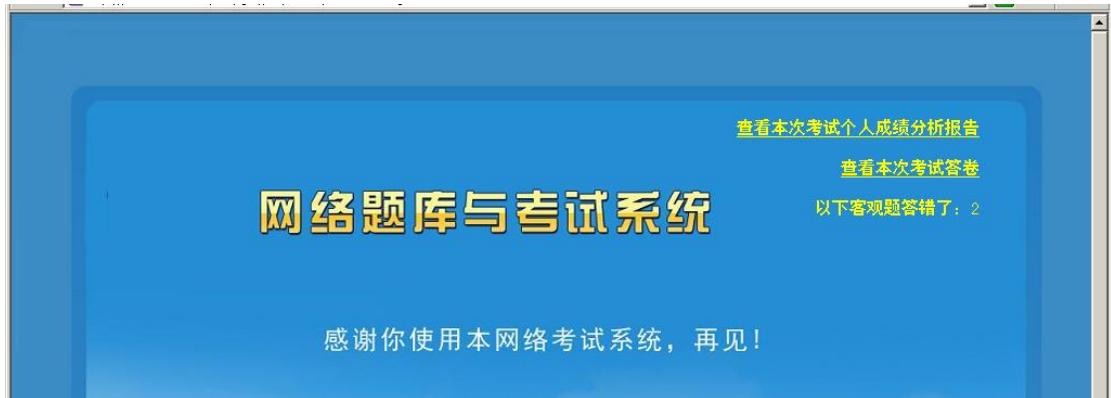 查看本次考试个人成绩分析报告
查看本次考试答卷
网络题库与考试系统
以下客观题答错了：2
感谢你使用本网络考试系统，再见！